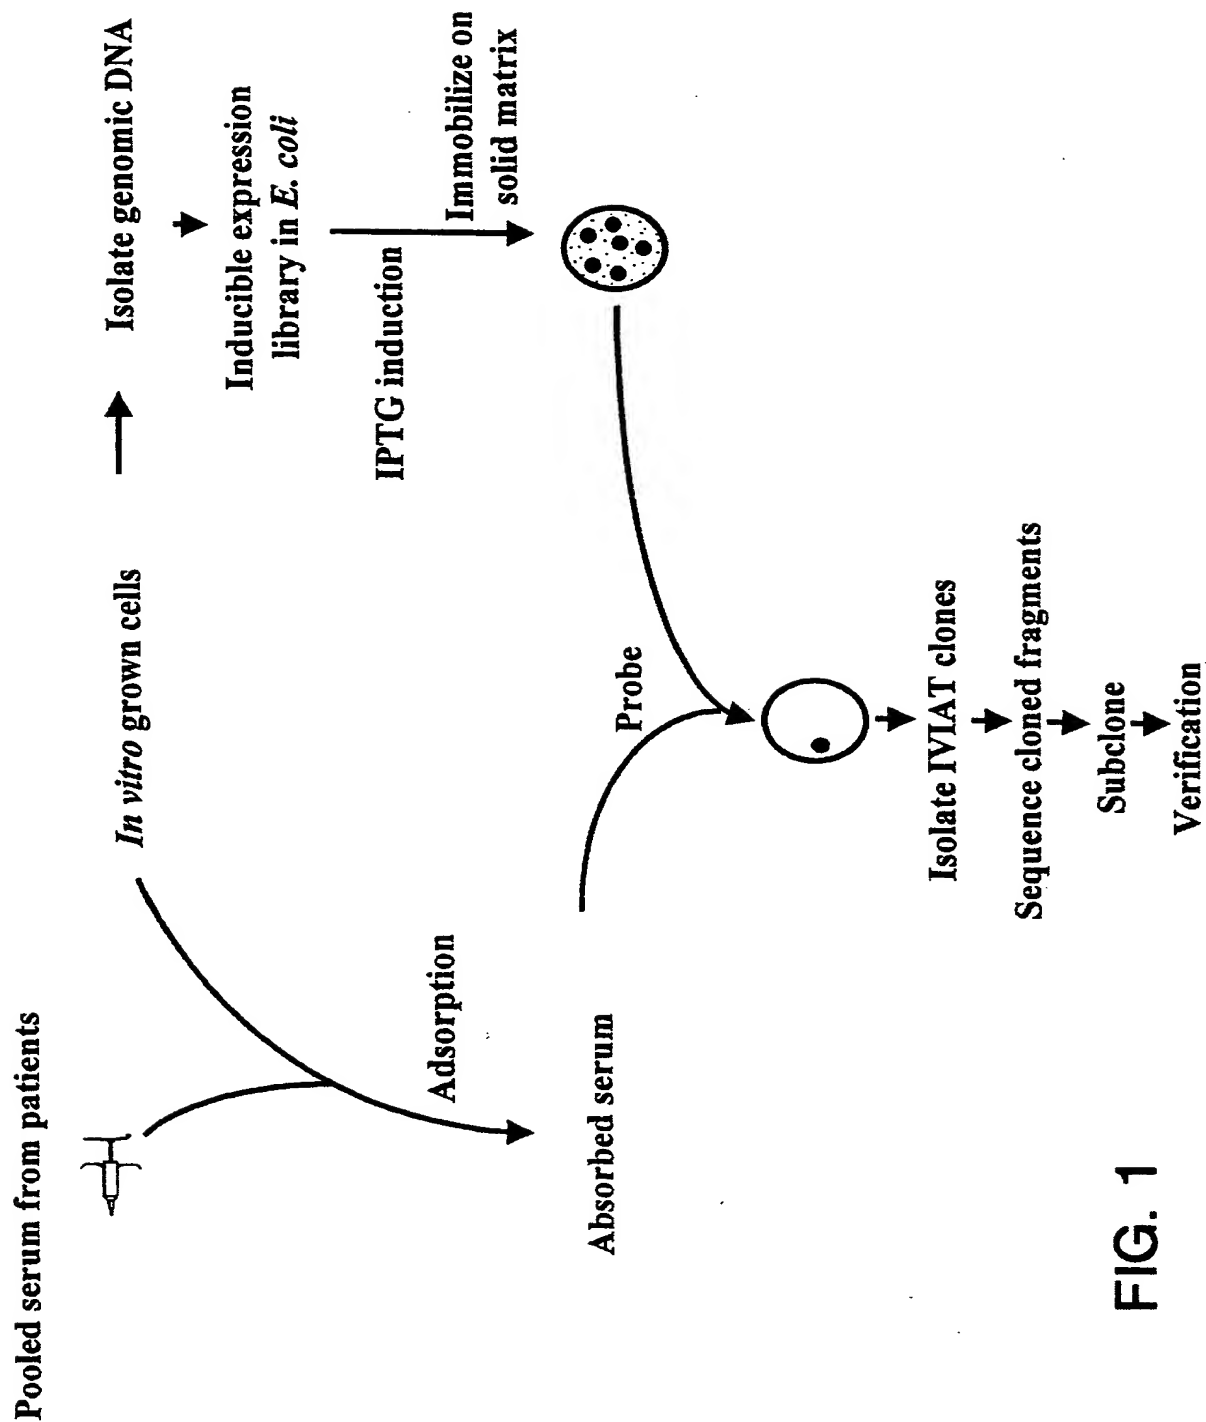 Pooled serum from patients
In vitro grown cells
Isolate genomic DNA
Inducible expression
library in E. coli
IPTG induction
Immobilize on
solid matrix
Adsorption
Absorbed serum
Probe
Isolate IVIAT clones
Sequence cloned fragments
Subclone
Verification
FIG. 1